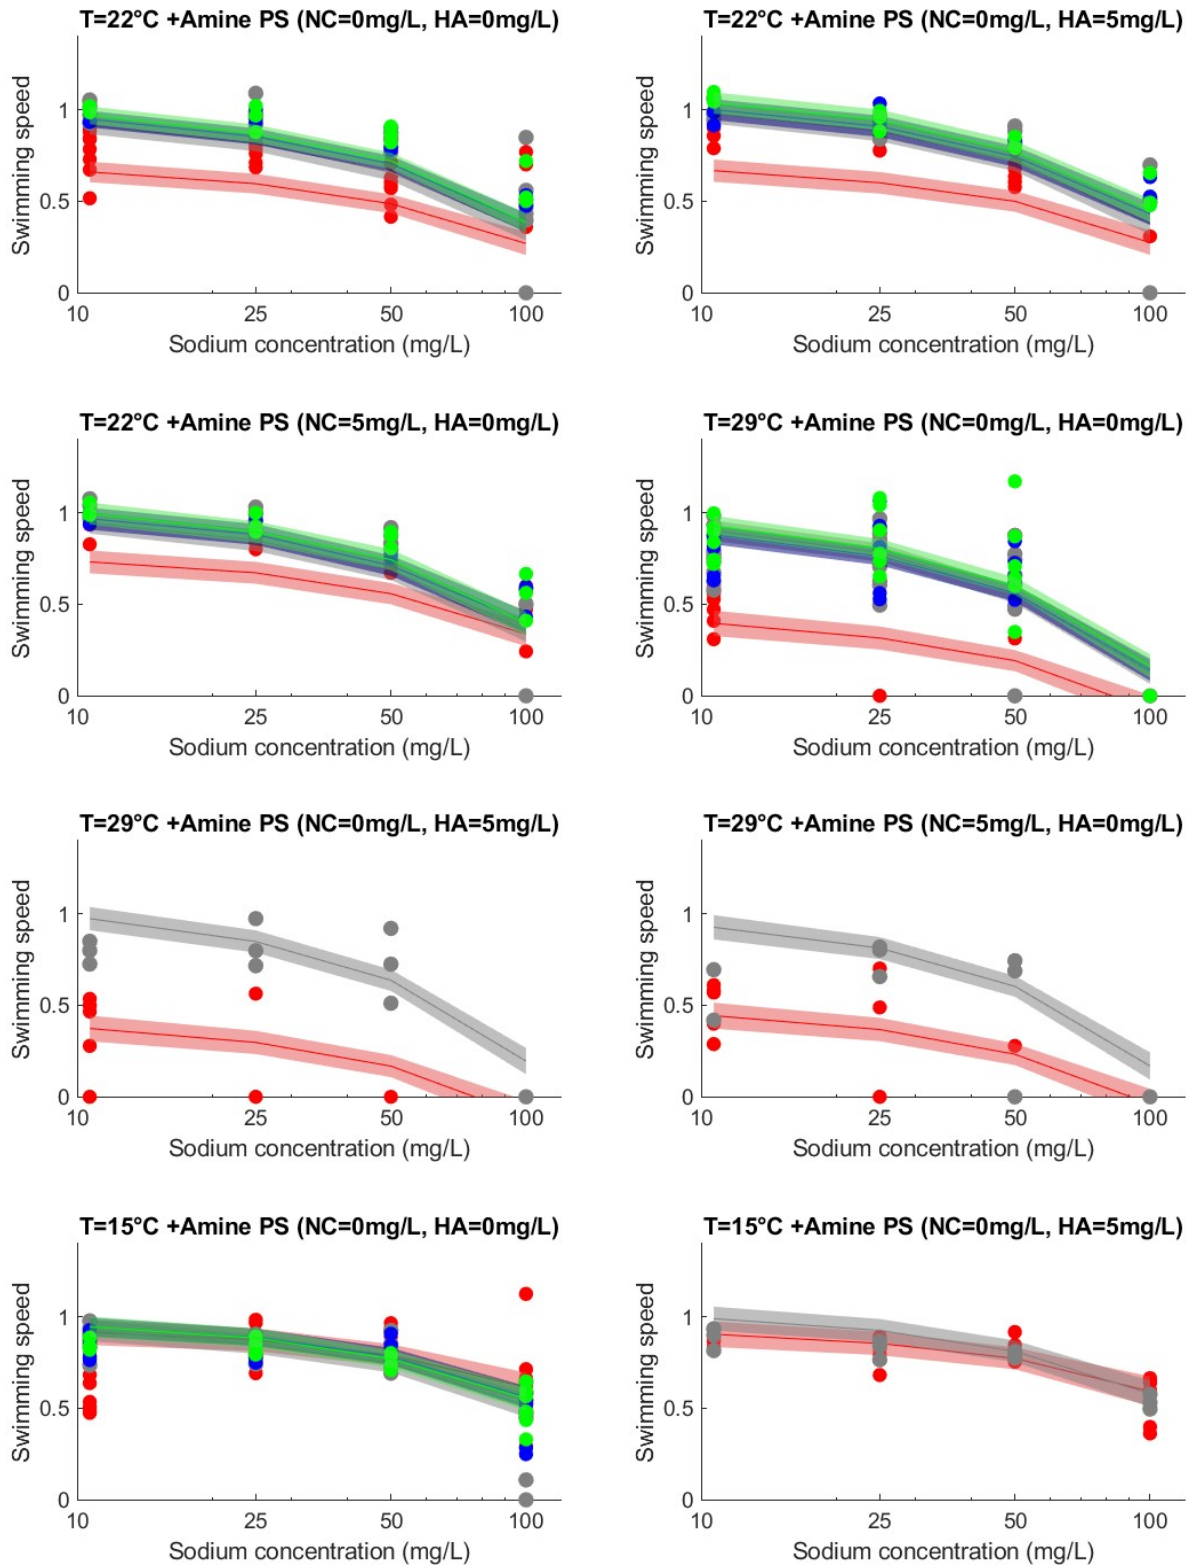 T=22°C +Amine PS (NC=0mg/L, HA=0mg/L)
Swimming speed
1
0.5
0
10 25 50 100
Sodium concentration (mg/L)
T=22°C +Amine PS (NC=0mg/L, HA=5mg/L)
Swimming speed
1
0.5
0
10 25 50 100
Sodium concentration (mg/L)
T=22°C +Amine PS (NC=5mg/L, HA=0mg/L)
Swimming speed
1
0.5
0
10 25 50 100
Sodium concentration (mg/L)
T=29°C +Amine PS (NC=0mg/L, HA=0mg/L)
Swimming speed
1
0.5
0
10 25 50 100
Sodium concentration (mg/L)
T=29°C +Amine PS (NC=0mg/L, HA=5mg/L)
Swimming speed
1
0.5
0
10 25 50 100
Sodium concentration (mg/L)
T=29°C +Amine PS (NC=5mg/L, HA=0mg/L)
Swimming speed
1
0.5
0
10 25 50 100
Sodium concentration (mg/L)
T=15°C +Amine PS (NC=0mg/L, HA=0mg/L)
Swimming speed
1
0.5
0
10 25 50 100
Sodium concentration (mg/L)
T=15°C +Amine PS (NC=0mg/L, HA=5mg/L)
Swimming speed
1
0.5
0
10 25 50 100
Sodium concentration (mg/L)